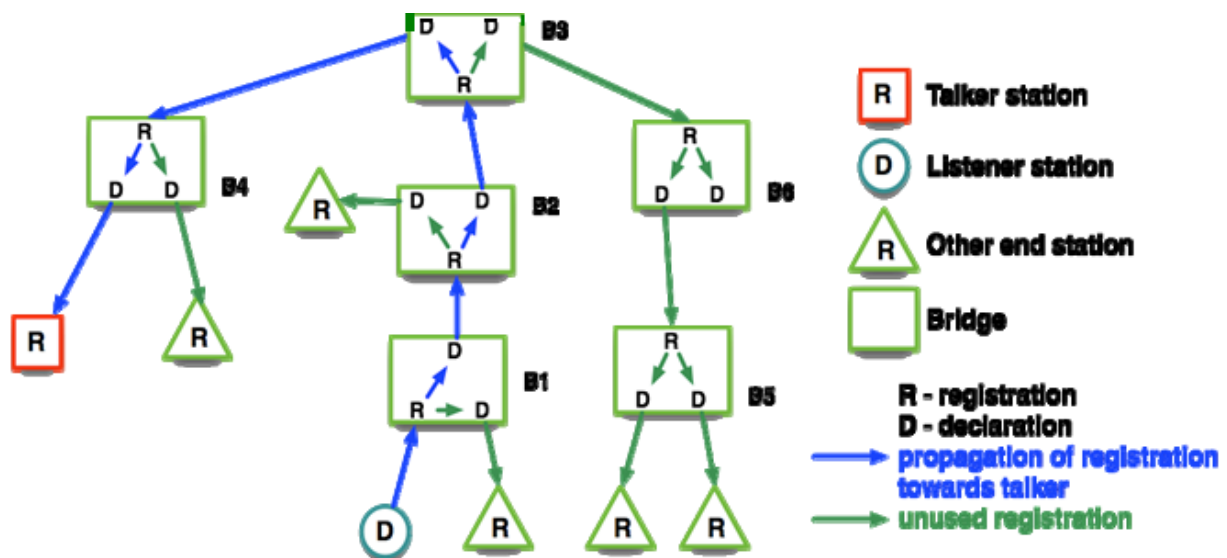 D D B3
R
R
D D B4
R
R
R
D D B2
R
D B1
R D
D
R
R
D D B6
R
D D B5
R R
R Talker station
D Listener station
R Other end station
Bridge
R - registration
D - declaration
propagation of registration
towards talker
unused registration